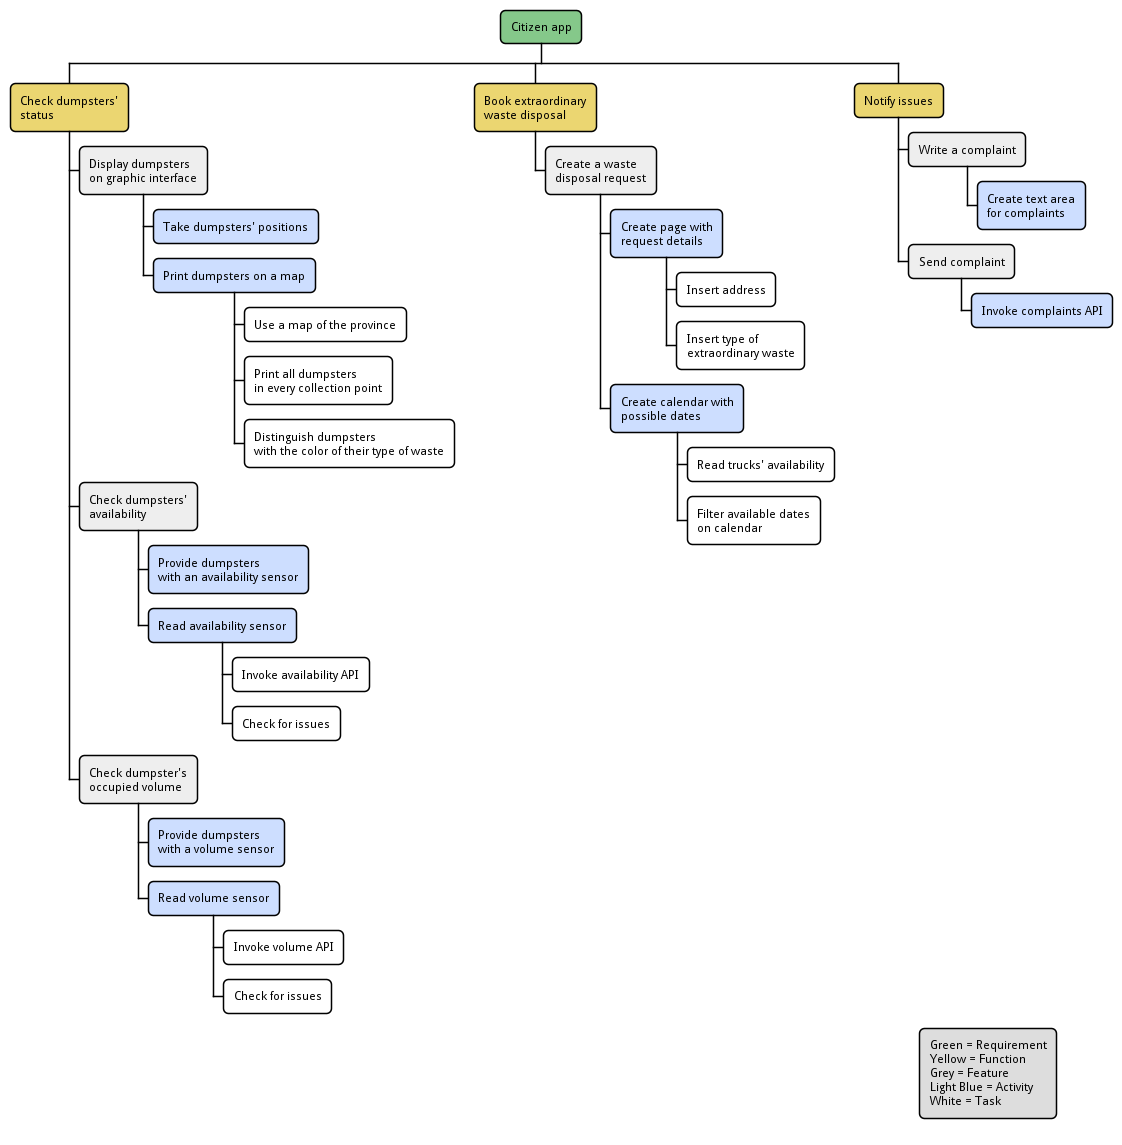 Citizen app
Check dumpsters'
status
Display dumpsters
on graphic interface
Take dumpsters' positions
Print dumpsters on a map
Use a map of the province
Print all dumpsters
in every collection point
Distinguish dumpsters
with the color of their type of waste
Check dumpsters'
availability
Provide dumpsters
with an availability sensor
Read availability sensor
Invoke availability API
Check for issues
Check dumpster's
occupied volume
Provide dumpsters
with a volume sensor
Read volume sensor
Invoke volume API
Check for issues
Book extraordinary
waste disposal
Create a waste
disposal request
Create page with
request details
Insert address
Insert type of
extraordinary waste
Create calendar with
possible dates
Read trucks' availability
Filter available dates
on calendar
Notify issues
Write a complaint
Create text area
for complaints
Send complaint
Invoke complaints API
Green = Requirement
Yellow = Function
Grey = Feature
Light Blue = Activity
White = Task